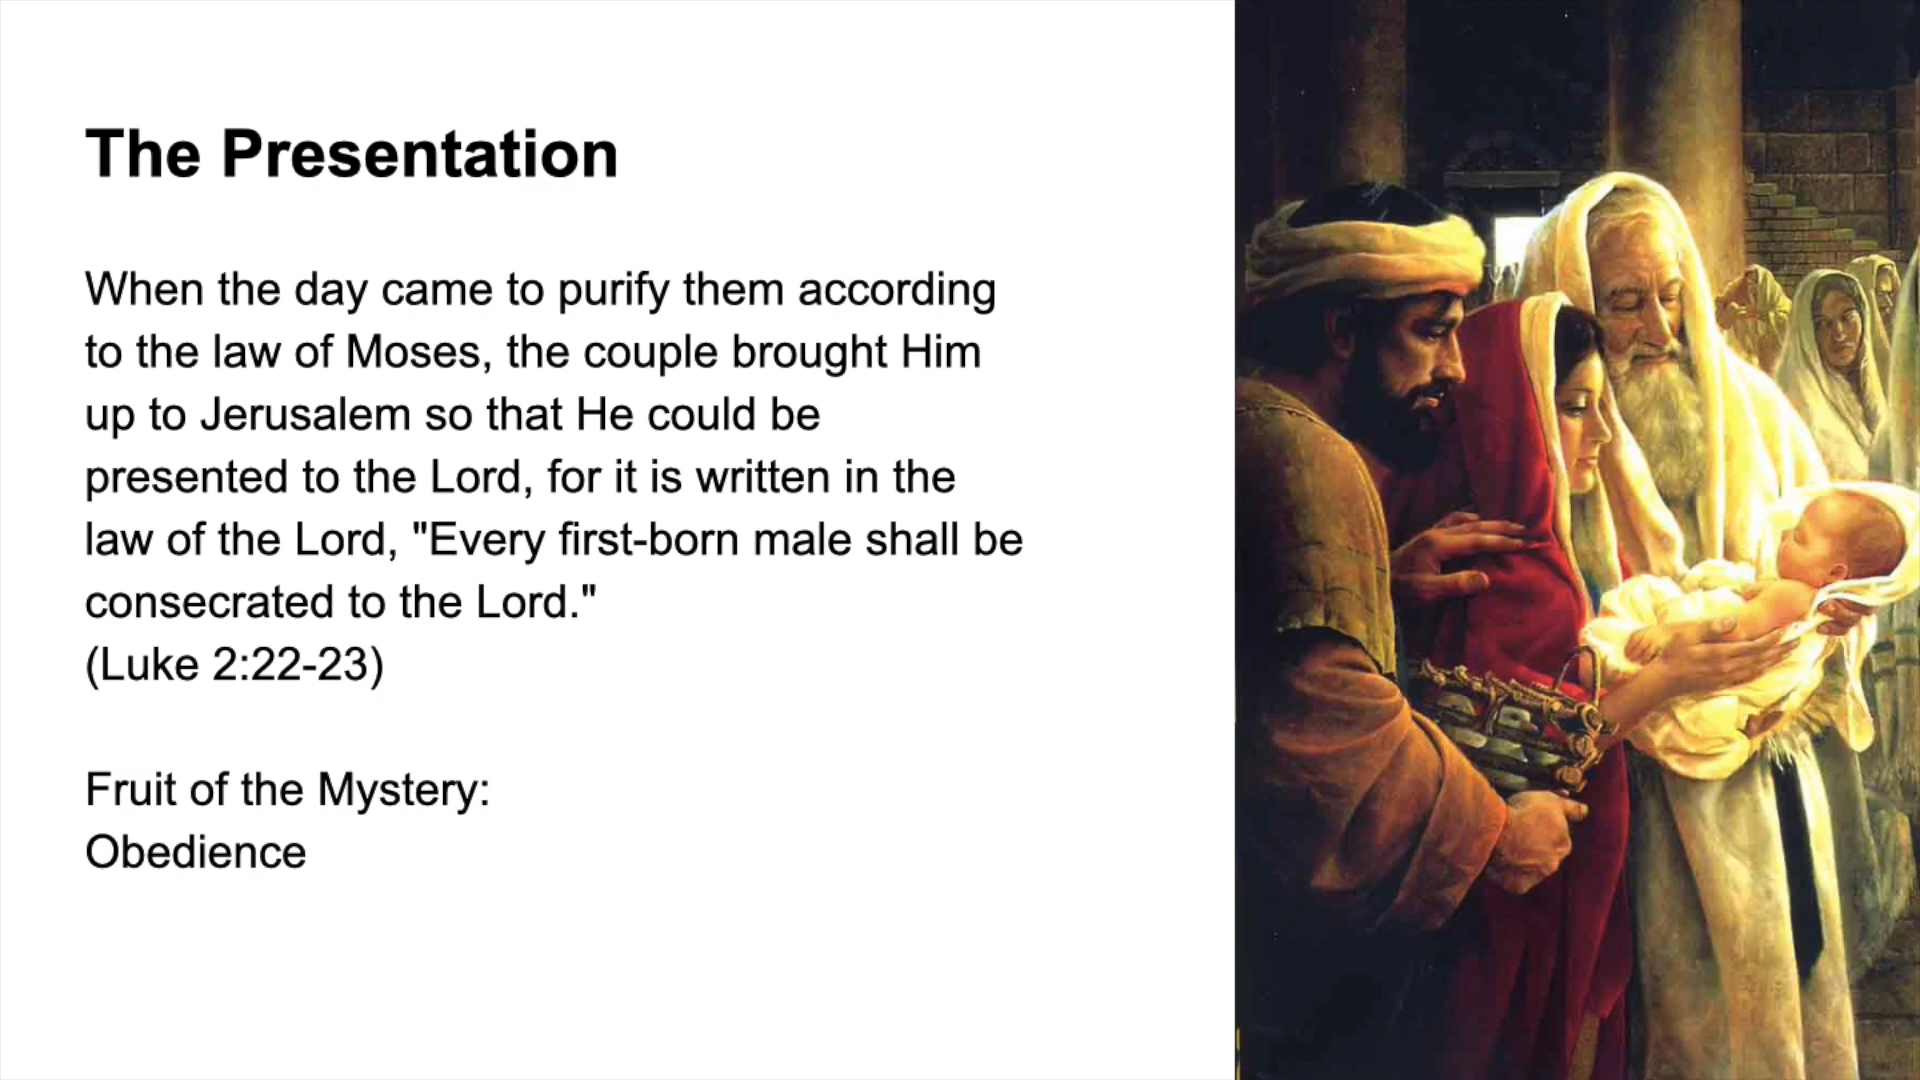 The Presentation
When the day came to purify them according
to the law of Moses, the couple brought Him
up to Jerusalem so that He could be
presented to the Lord, for it is written in the
law of the Lord, "Every first-born male shall be
consecrated to the Lord."
(Luke 2:22-23)
Fruit of the Mystery:
Obedience